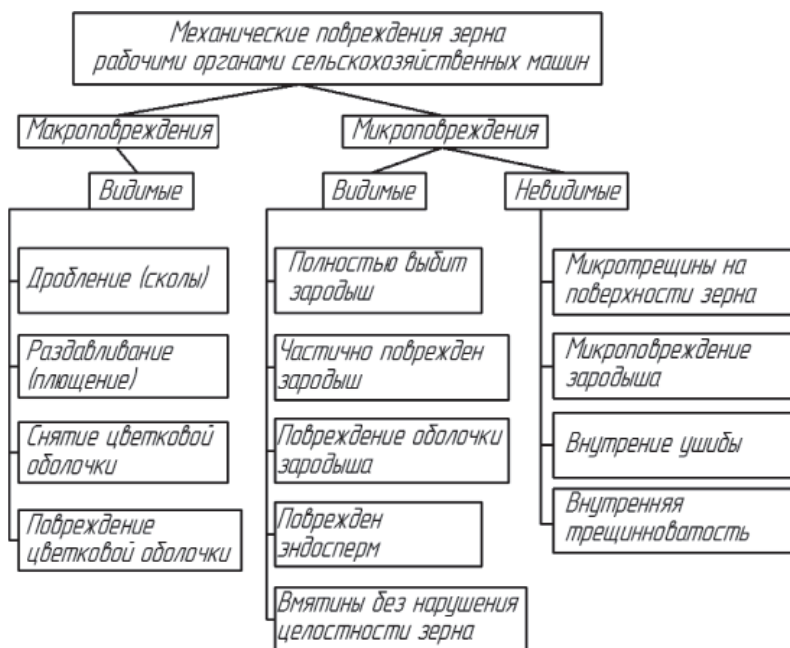 Механические повреждения зерна
рабочими органами сельскохозяйственных машин
Макроповреждения
Микроповреждения
Видимые
Видимые
Невидимые
Дробление (сколы)
Раздавливание
(плющение)
Снятие цветковой
оболочки
Повреждение
цветковой оболочки
Полностью выбит
зародыш
Частично поврежден
зародыш
Повреждение оболочки
зародыша
Поврежден
эндосперм
Вмятины без нарушения
целостности зерна
Микротрещины на
поверхности зерна
Микроповреждение
зародыша
Внутрение ушибы
Внутренняя
трещинноватость